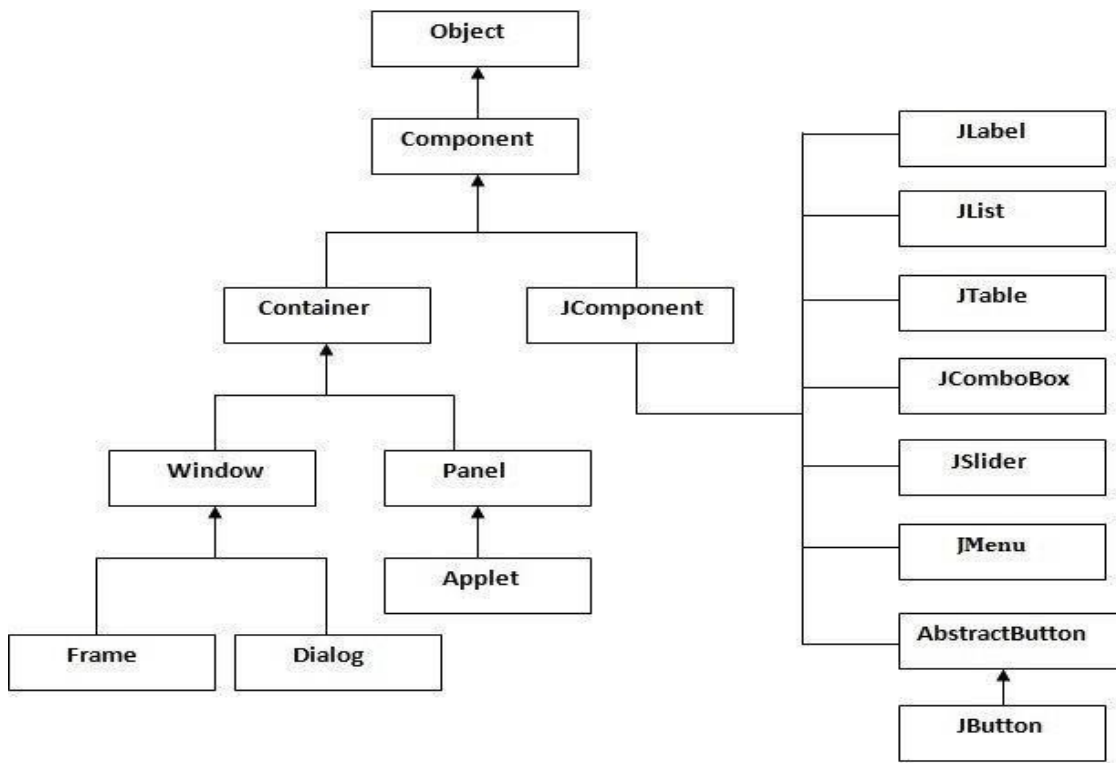 Object
Component
JLabel
JList
Container
JComponent
JTable
JComboBox
Window
Panel
JSlider
JMenu
Applet
AbstractButton
Frame
Dialog
JButton